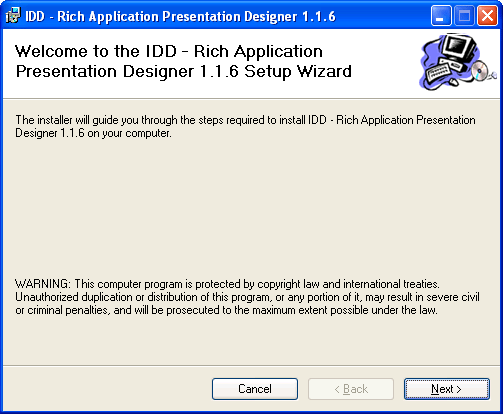 IDD - Rich Application Presentation Designer 1.1.6
Welcome to the IDD - Rich Application
Presentation Designer 1.1.6 Setup Wizard
The installer will guide you through the steps required to install IDD - Rich Application Presentation
Designer 1.1.6 on your computer.
WARNING: This computer program is protected by copyright law and international treaties.
Unauthorized duplication or distribution of this program, or any portion of it, may result in severe civil
or criminal penalties, and will be prosecuted to the maximum extent possible under the law.
Cancel < Back Next >